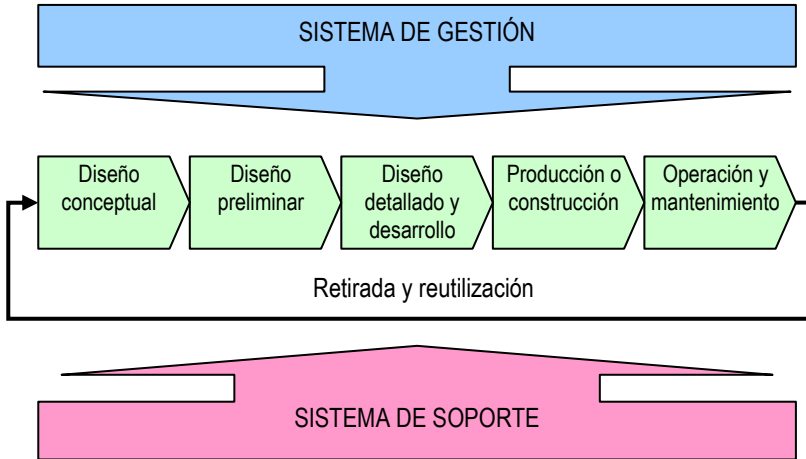 SISTEMA DE GESTIÓN
Diseño
conceptual
Diseño
preliminar
Diseño
detallado y
desarrollo
Producción o
construcción
Operación y
mantenimiento
Retirada y reutilización
SISTEMA DE SOPORTE